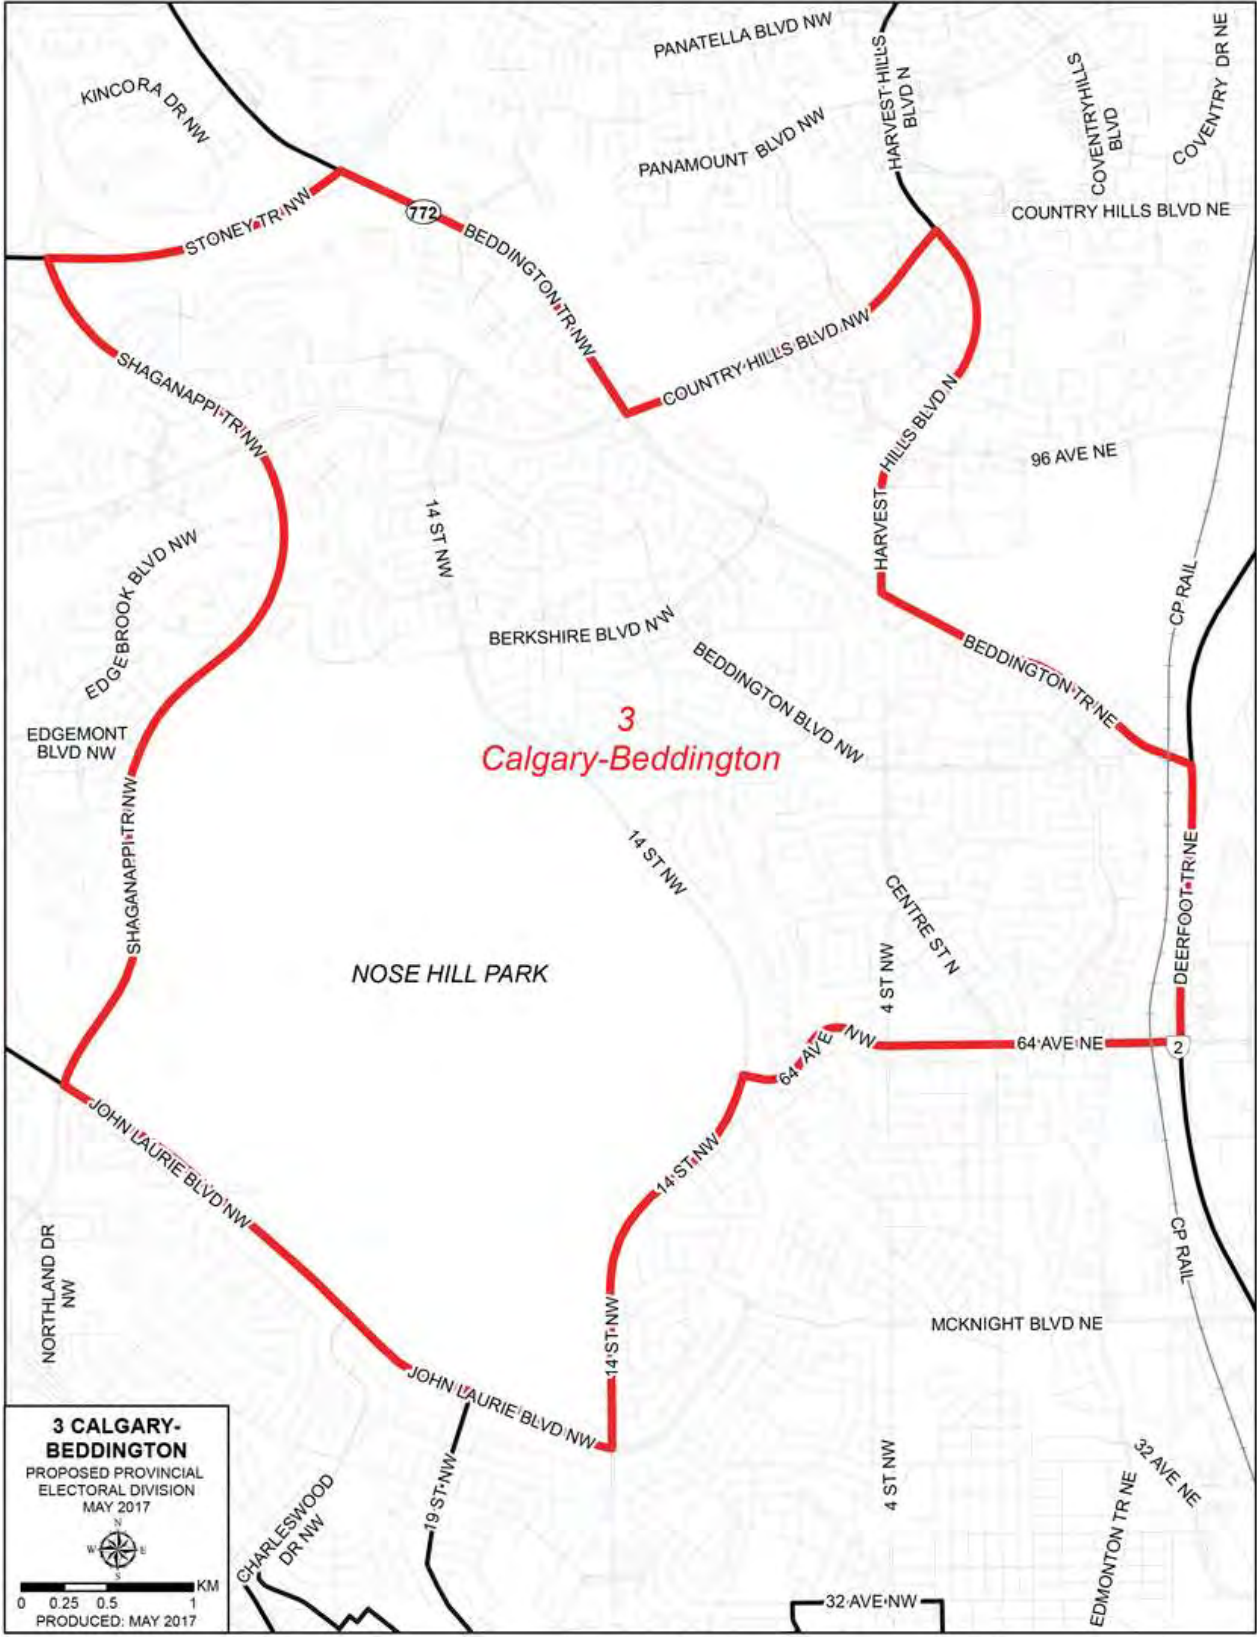 PANATELLA BLVD NW
KINCORA DR NW
HARVEST HILLS
BLVD N
COVENTRYHILLS
BLVD
COVENTRY DR NE
PANAMOUNT BLVD NW
COUNTRY HILLS BLVD NE
STONEY TR NW
772
BEDDINGTON TR NW
COUNTRY HILLS BLVD NW
SHAGANAPPI TR NW
HARVEST HILLS BLVD N
96 AVE NE
14 ST NW
EDGEBROOK BLVD NW
CP RAIL
BERKSHIRE BLVD NW
BEDDINGTON BLVD NW
BEDDINGTON TR NE
3
Calgary-Beddington
EDGEMONT
BLVD NW
SHAGANAPPI TR NW
14 ST NW
DEERFOOT TR NE
CENTRE ST N
4 ST NW
NOSE HILL PARK
64 AVE NW
64 AVE NE
2
JOHN LAURIE BLVD NW
14 ST NW
CP RAIL
NORTHLAND DR
NW
14 ST NW
MCKNIGHT BLVD NE
JOHN LAURIE BLVD NW
19 ST NW
4 ST NW
32 AVE NE
EDMONTON TR NE
CHARLESWOOD
DR NW
32 AVE NW
3 CALGARY-
BEDDINGTON
PROPOSED PROVINCIAL
ELECTORAL DIVISION
MAY 2017
N
W E
S
KM
0 0.25 0.5 1
PRODUCED: MAY 2017